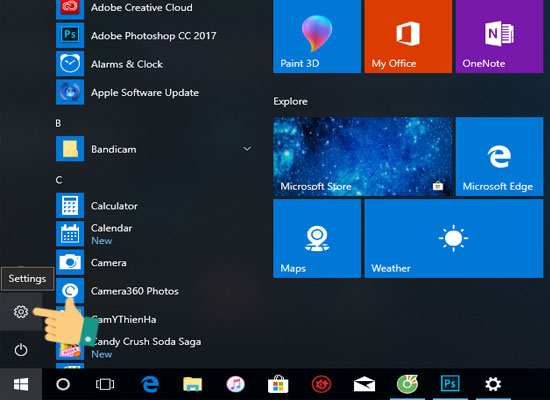 Adobe Creative Cloud
Adobe Photoshop CC 2017
Alarms & Clock
Apple Software Update
B
Bandicam
C
Calculator
Calendar
New
Camera
Settings
Camera360 Photos
CamYThienHa
Candy Crush Soda Saga
New
Paint 3D
My Office
OneNote
Explore
Microsoft Store
Microsoft Edge
Maps
Weather
Ps
Ps